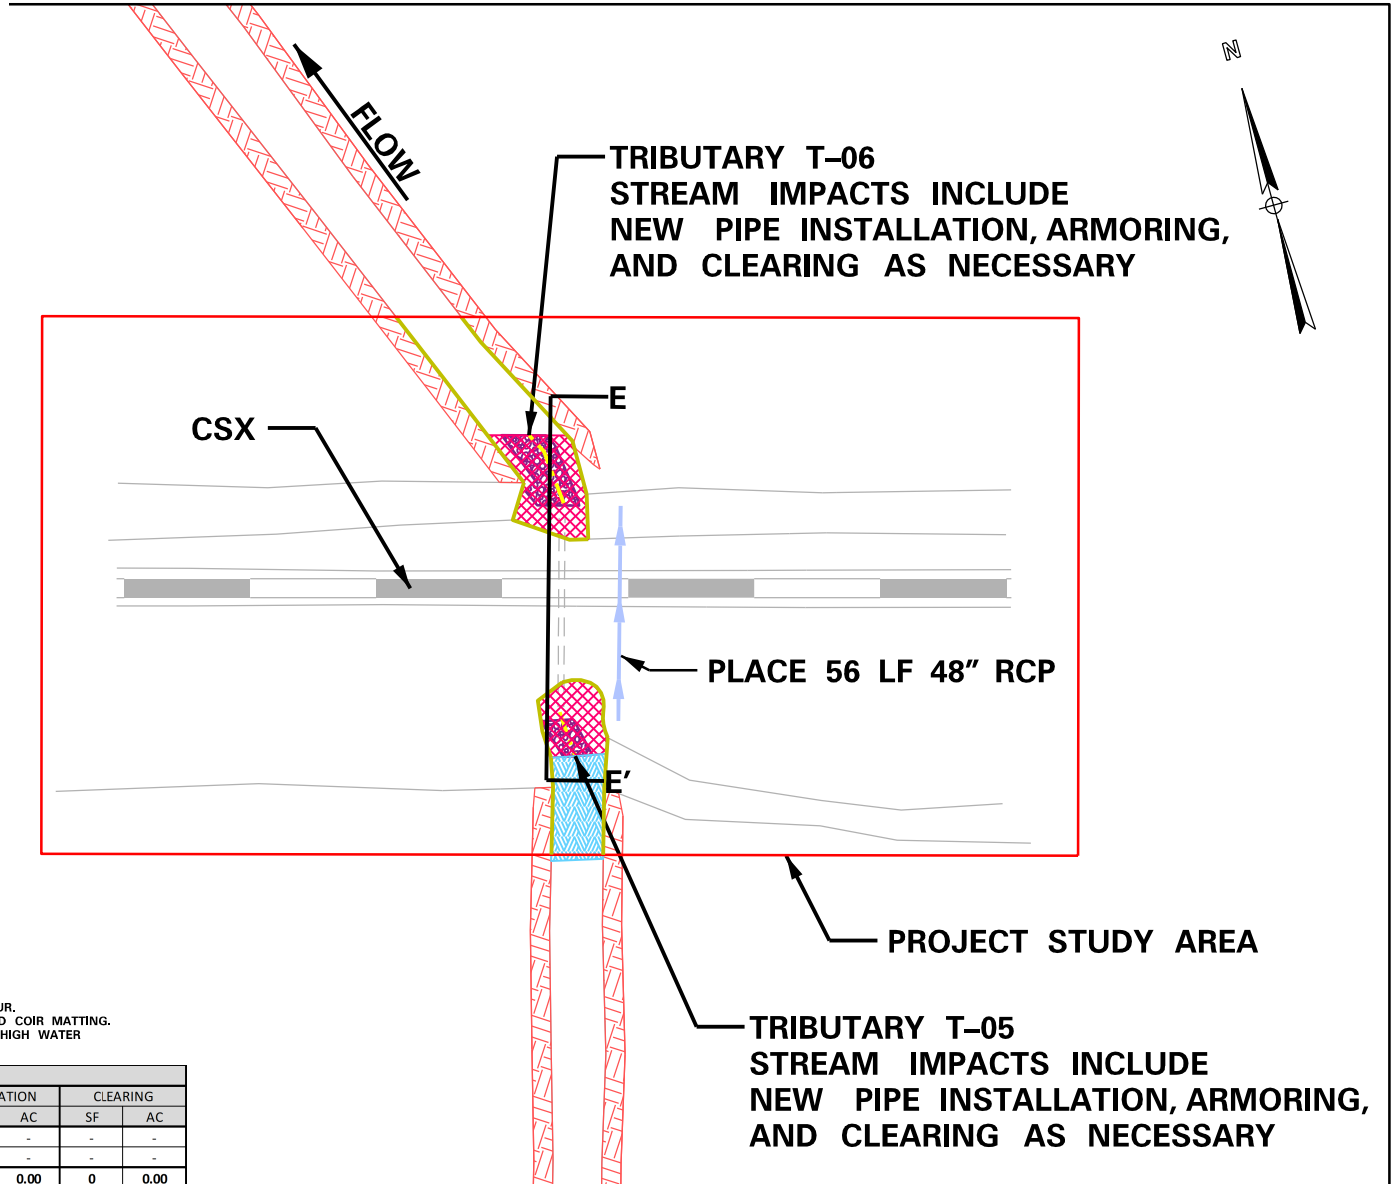 N
FLOW
TRIBUTARY T-06
STREAM IMPACTS INCLUDE
NEW PIPE INSTALLATION, ARMORING,
AND CLEARING AS NECESSARY
E
CSX
PLACE 56 LF 48" RCP
E'
PROJECT STUDY AREA
TRIBUTARY T-05
STREAM IMPACTS INCLUDE
NEW PIPE INSTALLATION, ARMORING,
AND CLEARING AS NECESSARY
COIR MATTING.
HIGH WATER
CLEARING
AC SF AC
- - -
- - -
0.00 0 0.00